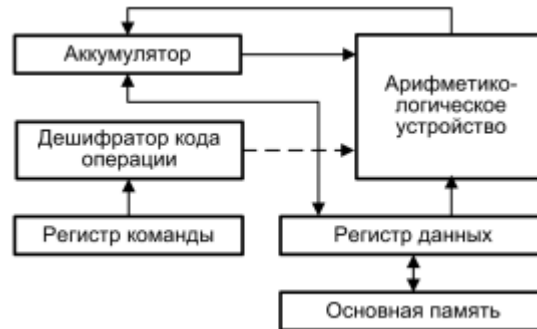 Аккумулятор
Арифметико-
логическое
устройство
Дешифратор кода
операции
Регистр команды
Регистр данных
Основная память